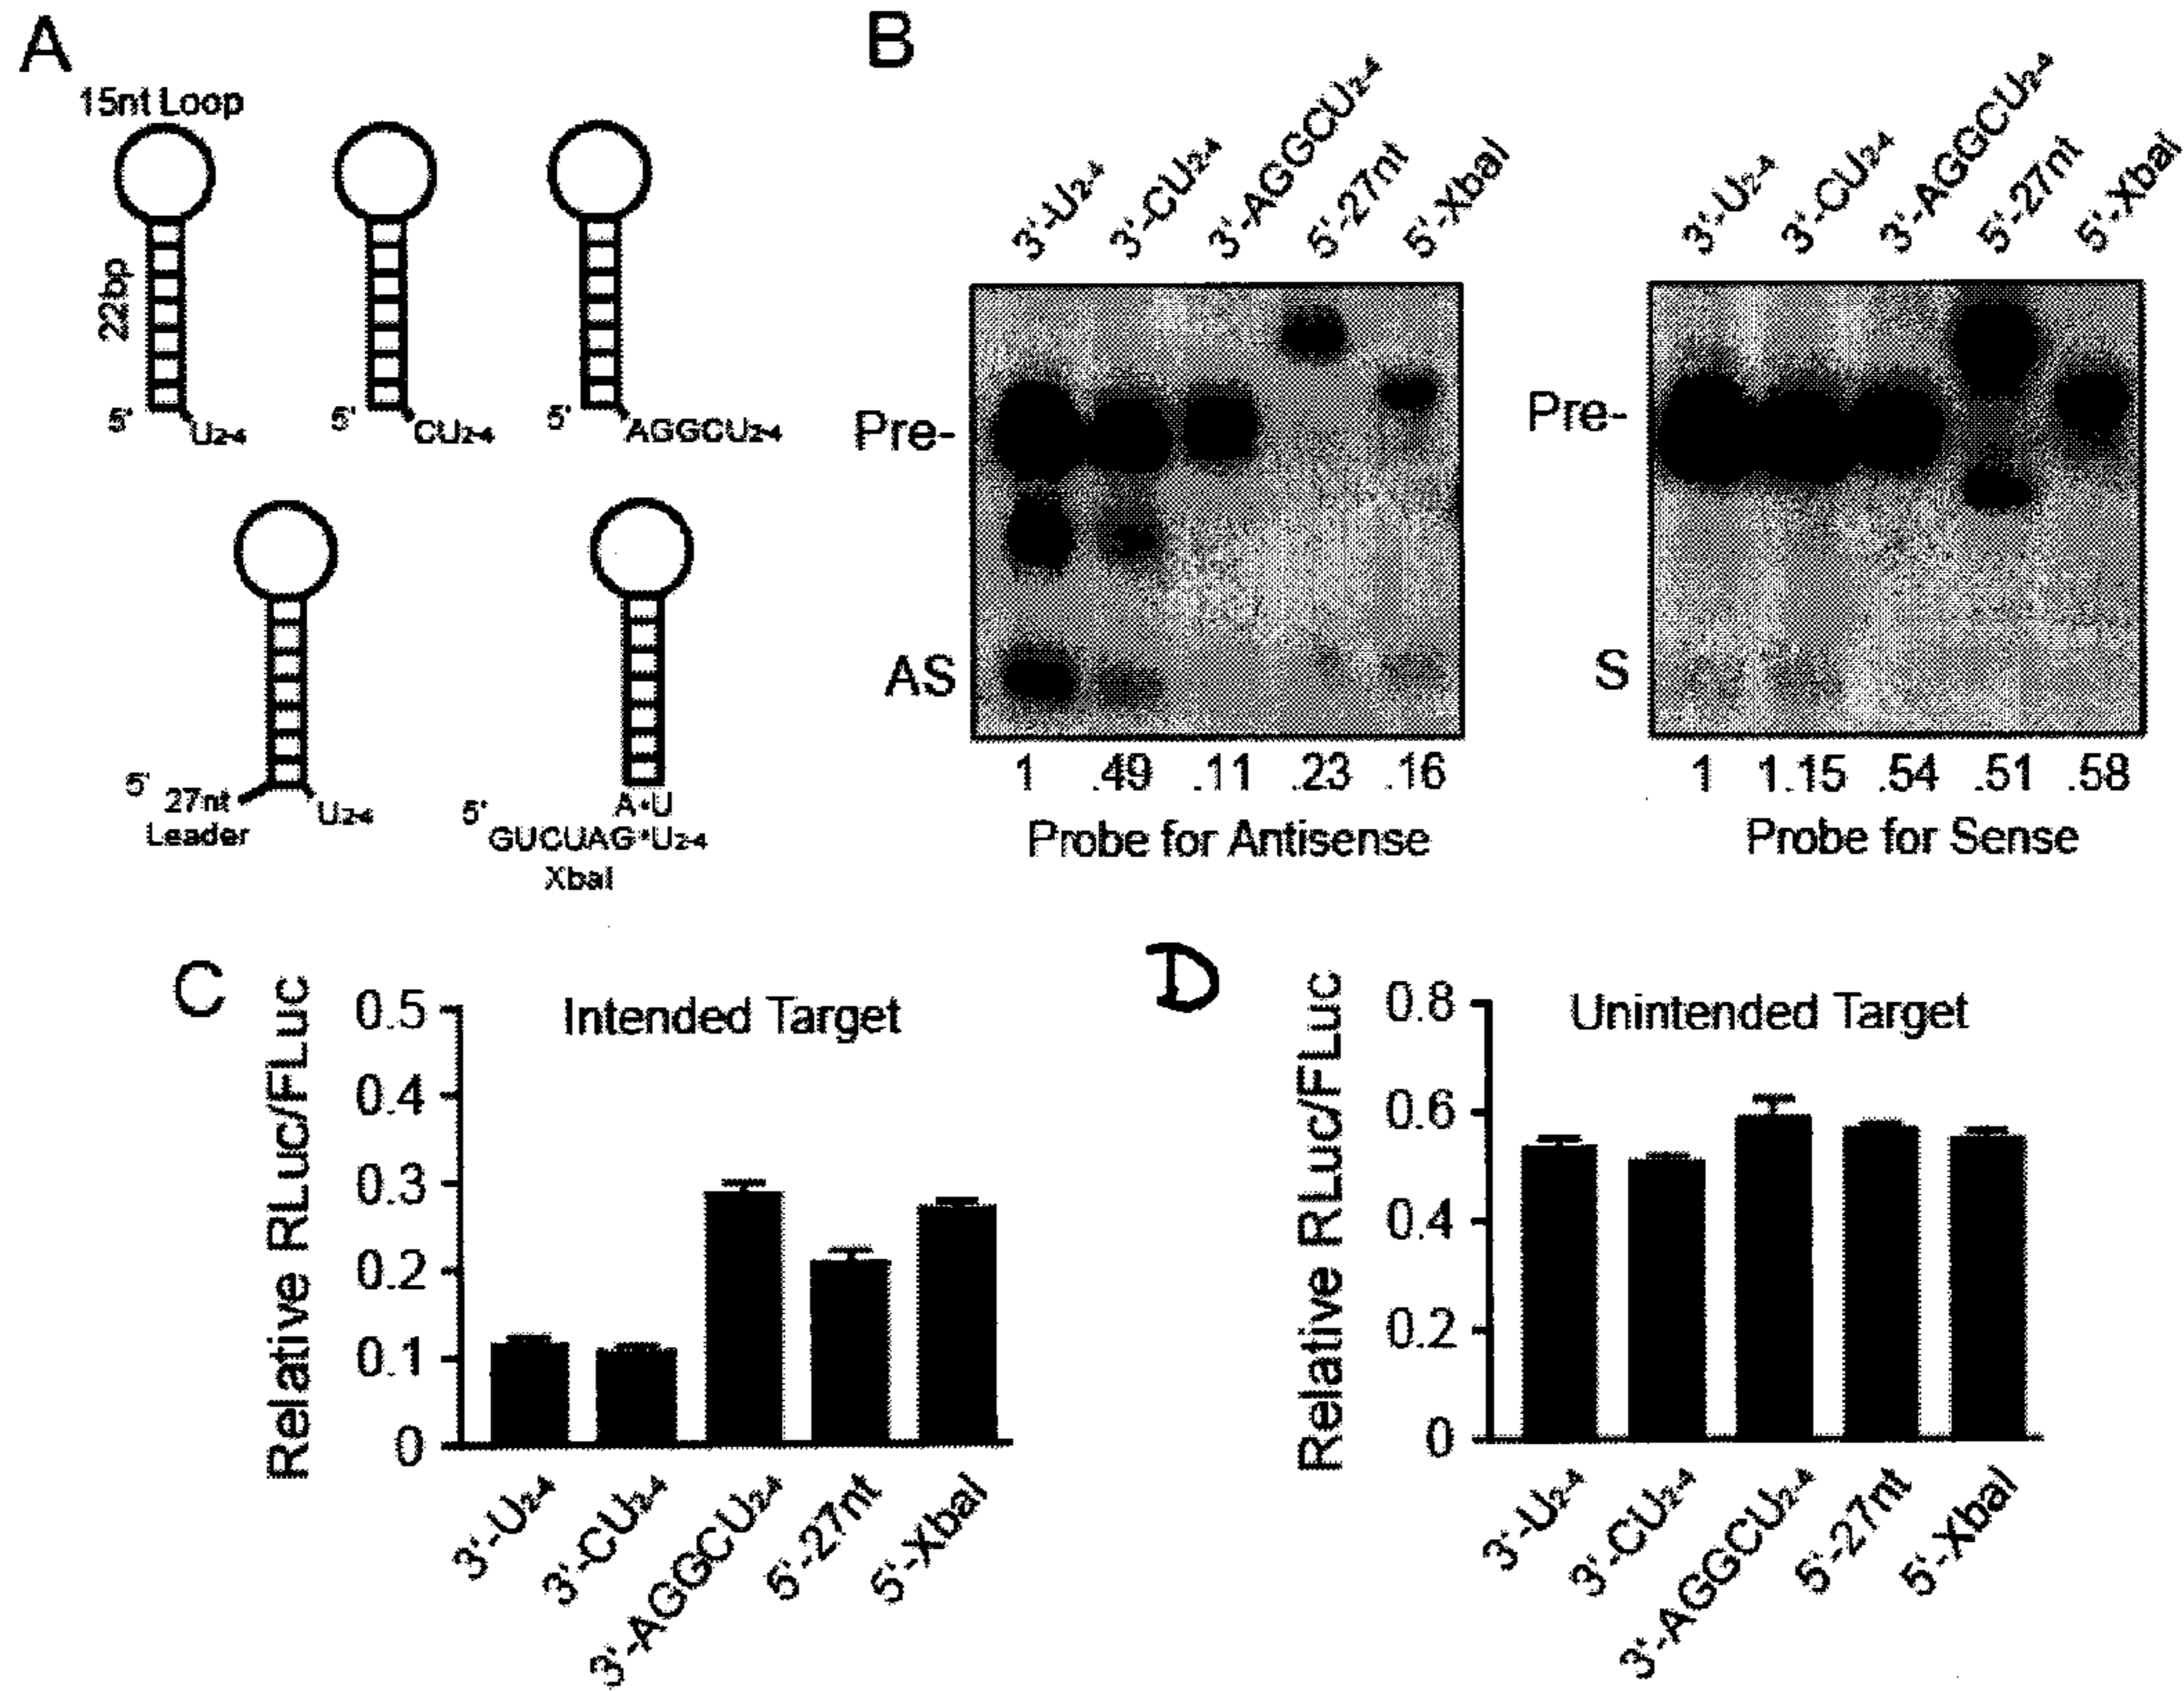 A
15nt Loop
22bp
5'
U2-4
5'
CU2-4
5'
AGGCU2-4
5'
27nt
Leader
U2-4
5'
A•U
GUCUAG•U2-4
XbaI
B
3'-U2-4
3'-CU2-4
3'-AGGCU2-4
5'-27nt
5'-XbaI
Pre-
AS
1 .49 .11 .23 .16
Probe for Antisense
3'-U2-4
3'-CU2-4
3'-AGGCU2-4
5'-27nt
5'-XbaI
Pre-
S
1 1.15 .54 .51 .58
Probe for Sense
C
Relative RLuc/FLuc
Intended Target
0.5
0.4
0.3
0.2
0.1
0
3'-U2-4
3'-CU2-4
3'-AGGCU2-4
5'-27nt
5'-XbaI
D
Relative RLuc/FLuc
Unintended Target
0.8
0.6
0.4
0.2
0
3'-U2-4
3'-CU2-4
3'-AGGCU2-4
5'-27nt
5'-XbaI